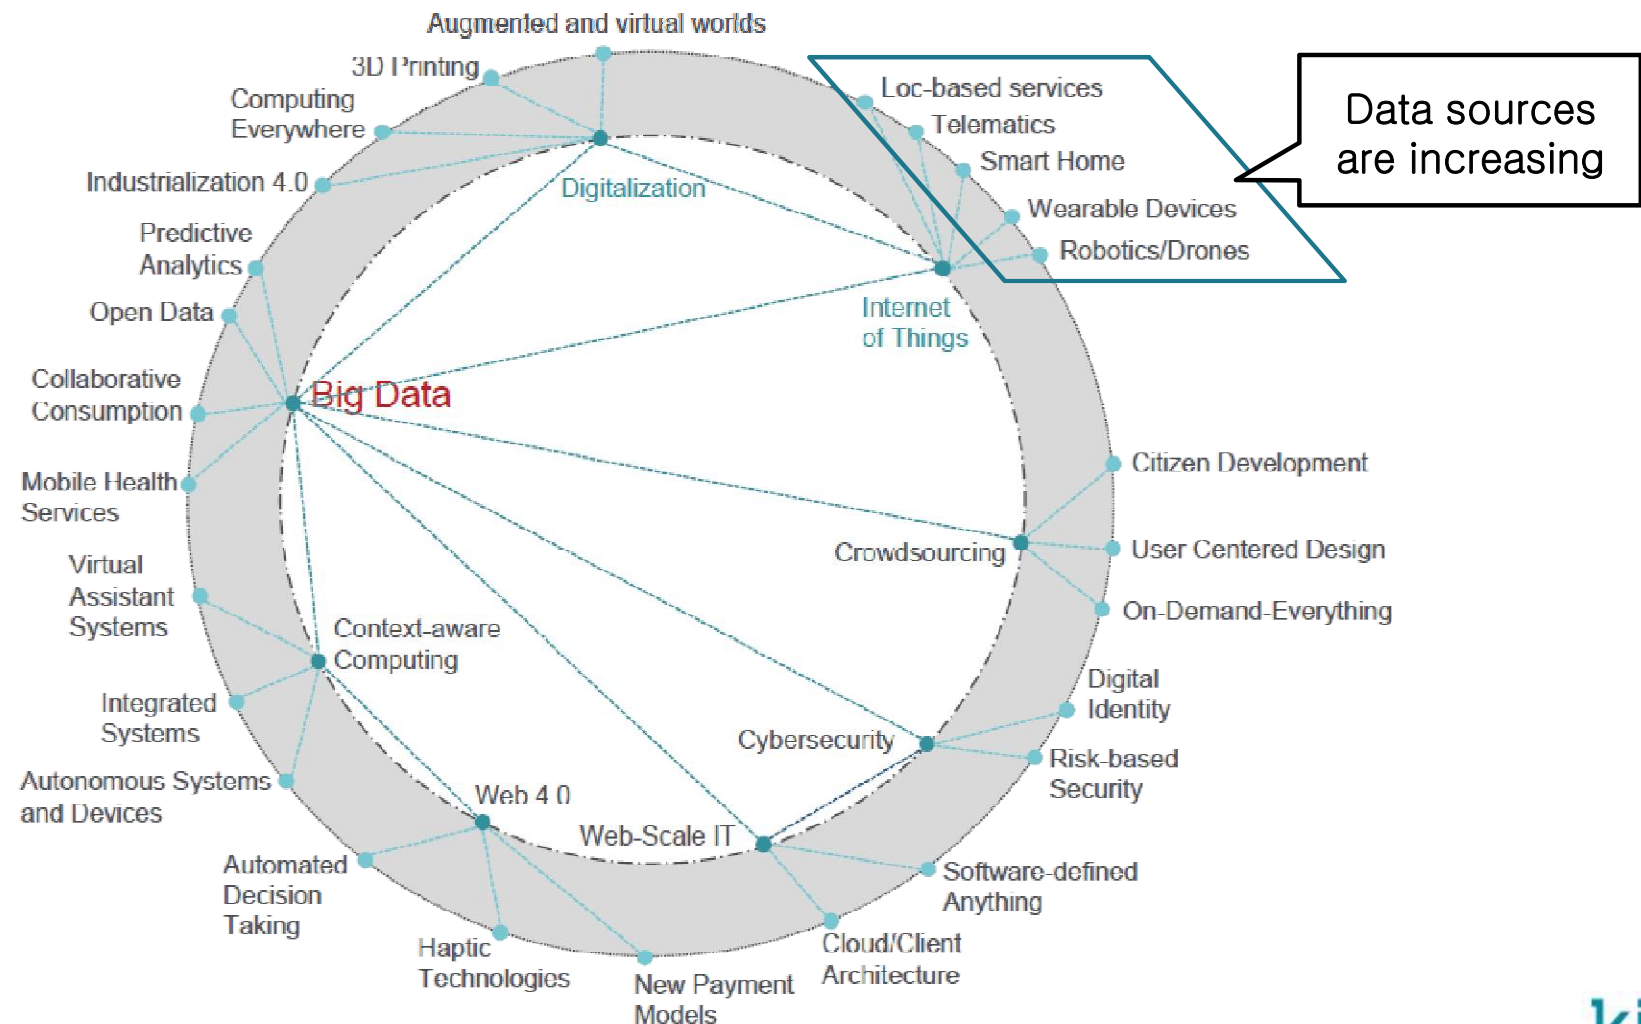 Augmented and virtual worlds
3D Printing
Computing
Everywhere
Industrialization 4.0
Predictive
Analytics
Open Data
Collaborative
Consumption
Mobile Health
Services
Virtual
Assistant
Systems
Integrated
Systems
Autonomous Systems
and Devices
Automated
Decision
Taking
Haptic
Technologies
New Payment
Models
Cloud/Client
Architecture
Software-defined
Anything
Risk-based
Security
Digital
Identity
On-Demand-Everything
User Centered Design
Citizen Development
Robotics/Drones
Wearable Devices
Smart Home
Telematics
Loc-based services
Data sources
are increasing
Digitalization
Internet
of Things
Big Data
Crowdsourcing
Context-aware
Computing
Cybersecurity
Web 4 0
Web-Scale IT